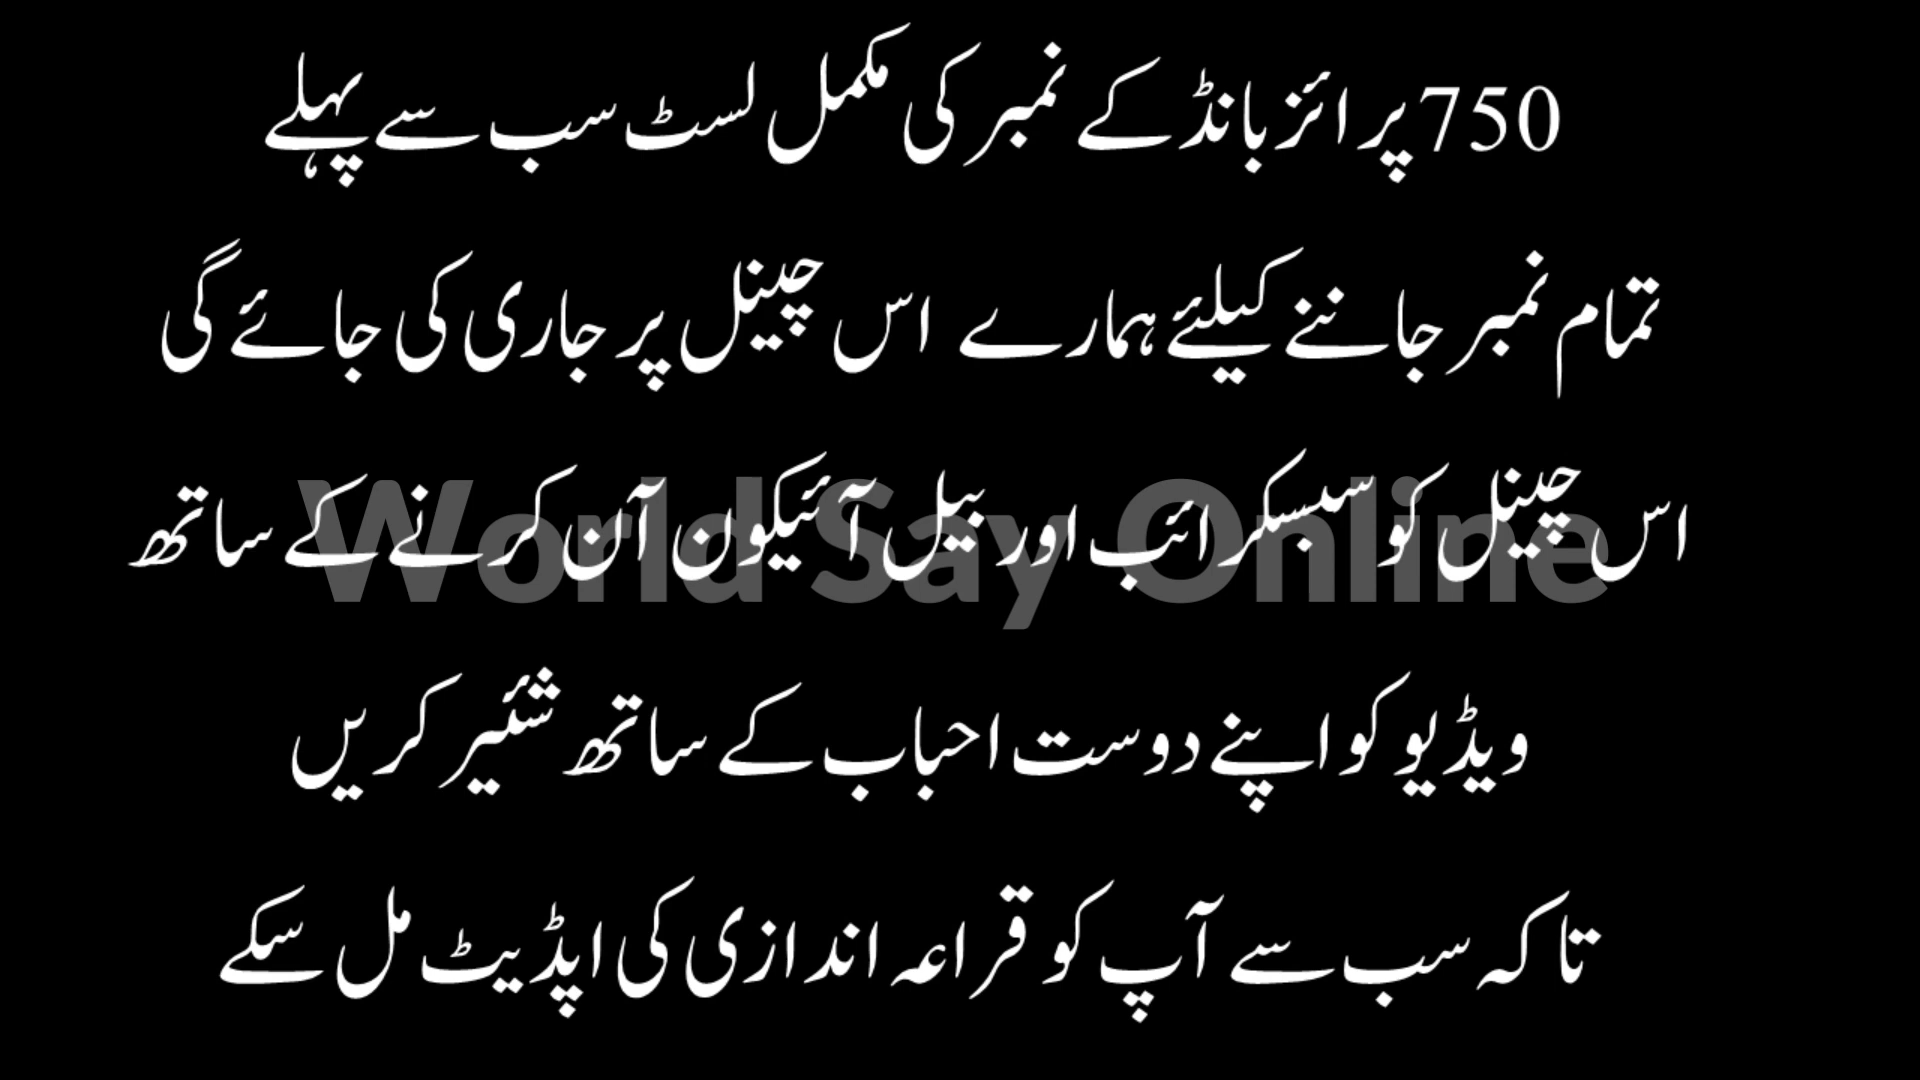 750 پرائز بانڈ کے نمبر کی مکمل لسٹ سب سے پہلے
تمام نمبر جاننے کیلئے ہمارے اس چینل پر جاری کی جائے گی
اس چینل کو سبسکرائب اور بیل آئیکون آن کرنے کے ساتھ
World Say Online
ویڈیو کو اپنے دوست احباب کے ساتھ شئیر کریں
تاکہ سب سے آپ کو قراعہ اندازی کی اپڈیٹ مل سکے